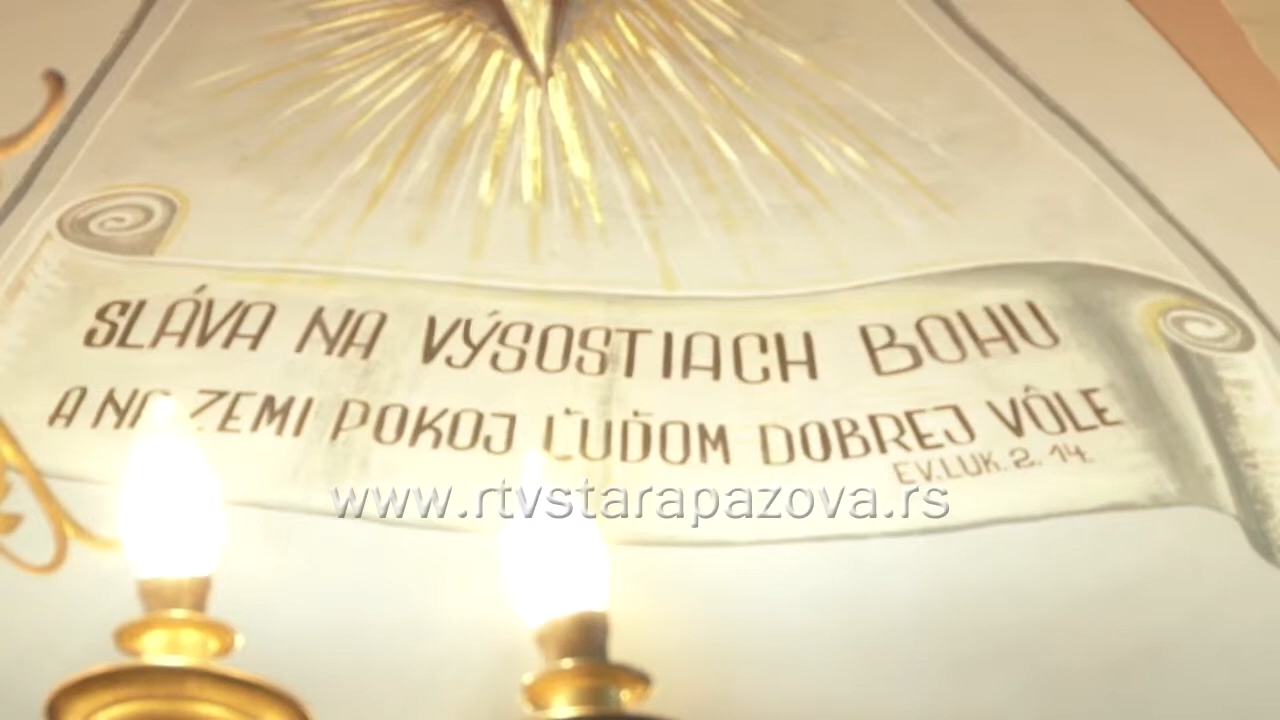 SLÁVA NA VÝSOSTIACH BOHU
A NA ZEMI POKOJ ĽUĎOM DOBREJ VÔLE
EV.LUK. 2. 14.
www.rtvstarapazova.rs